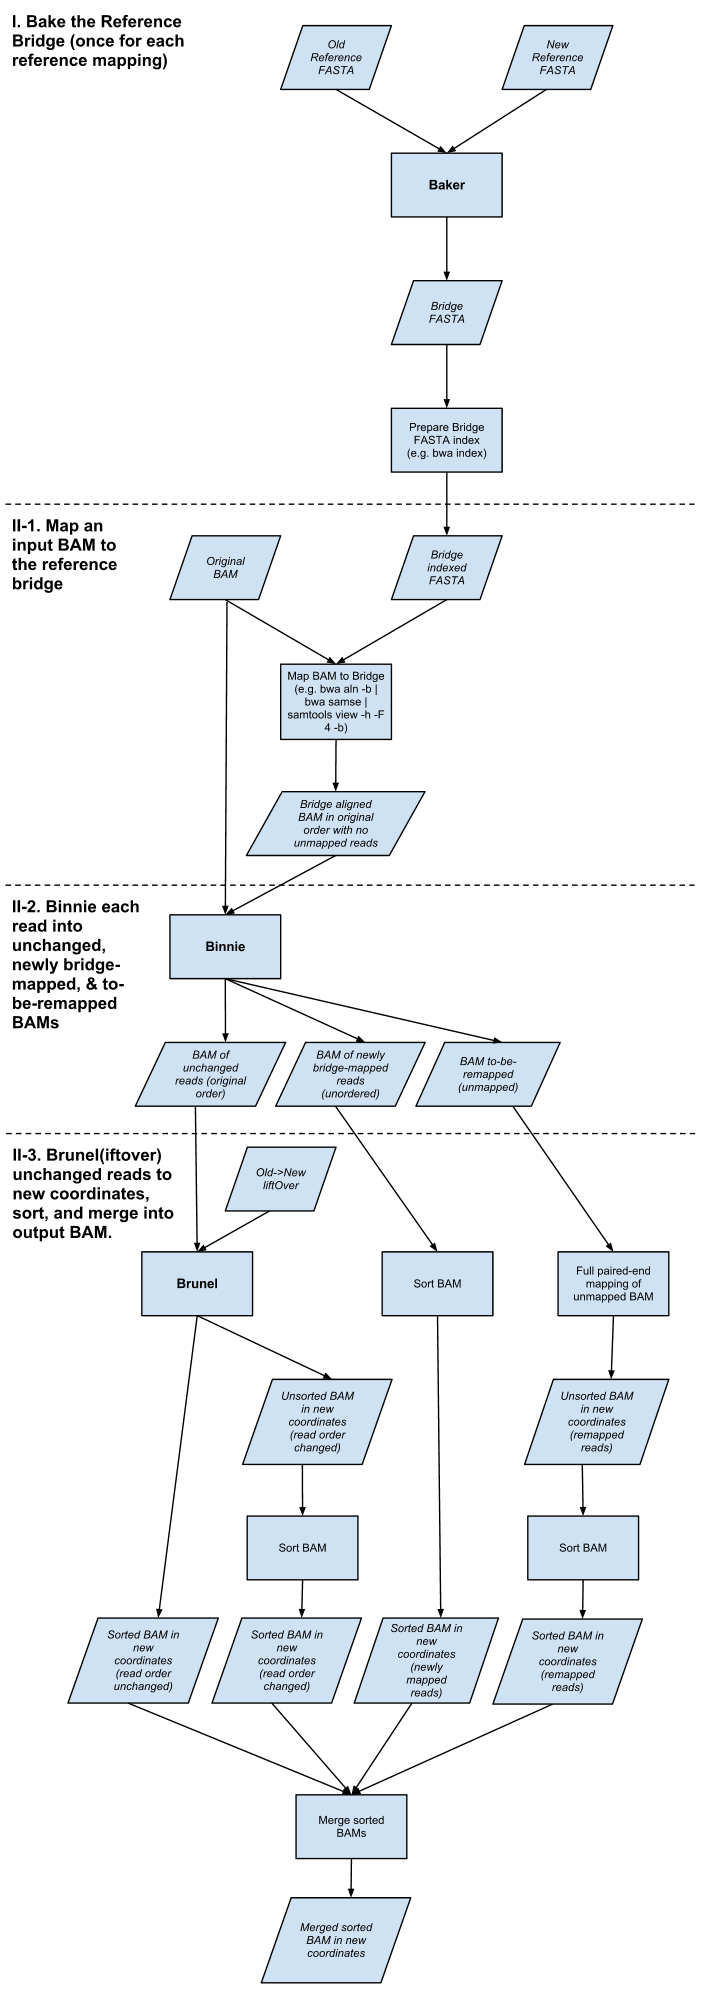 I. Bake the Reference
Bridge (once for each
reference mapping)
Old
Reference
FASTA
New
Reference
FASTA
Baker
Bridge
FASTA
Prepare Bridge
FASTA index
(e.g. bwa index)
II-1. Map an
input BAM to
the reference
bridge
Original
BAM
Bridge
indexed
FASTA
Map BAM to Bridge
(e.g. bwa aln -b |
bwa samse |
samtools view -h -F
4 -b)
Bridge aligned
BAM in original
order with no
unmapped reads
II-2. Binnie each
read into
unchanged,
newly bridge-
mapped, & to-
be-remapped
BAMs
Binnie
BAM of
unchanged
reads (original
order)
BAM of newly
bridge-mapped
reads
(unordered)
BAM to-be-
remapped
(unmapped)
II-3. Brunel(iftover)
unchanged reads to
new coordinates,
sort, and merge into
output BAM.
Old->New
liftOver
Brunel
Sort BAM
Full paired-end
mapping of
unmapped BAM
Unsorted BAM
in new
coordinates
(read order
changed)
Unsorted BAM
in new
coordinates
(remapped
reads)
Sort BAM
Sort BAM
Sorted BAM in
new
coordinates
(read order
unchanged)
Sorted BAM in
new
coordinates
(read order
changed)
Sorted BAM in
new
coordinates
(newly
mapped
reads)
Sorted BAM in
new
coordinates
(remapped
reads)
Merge sorted
BAMs
Merged sorted
BAM in new
coordinates